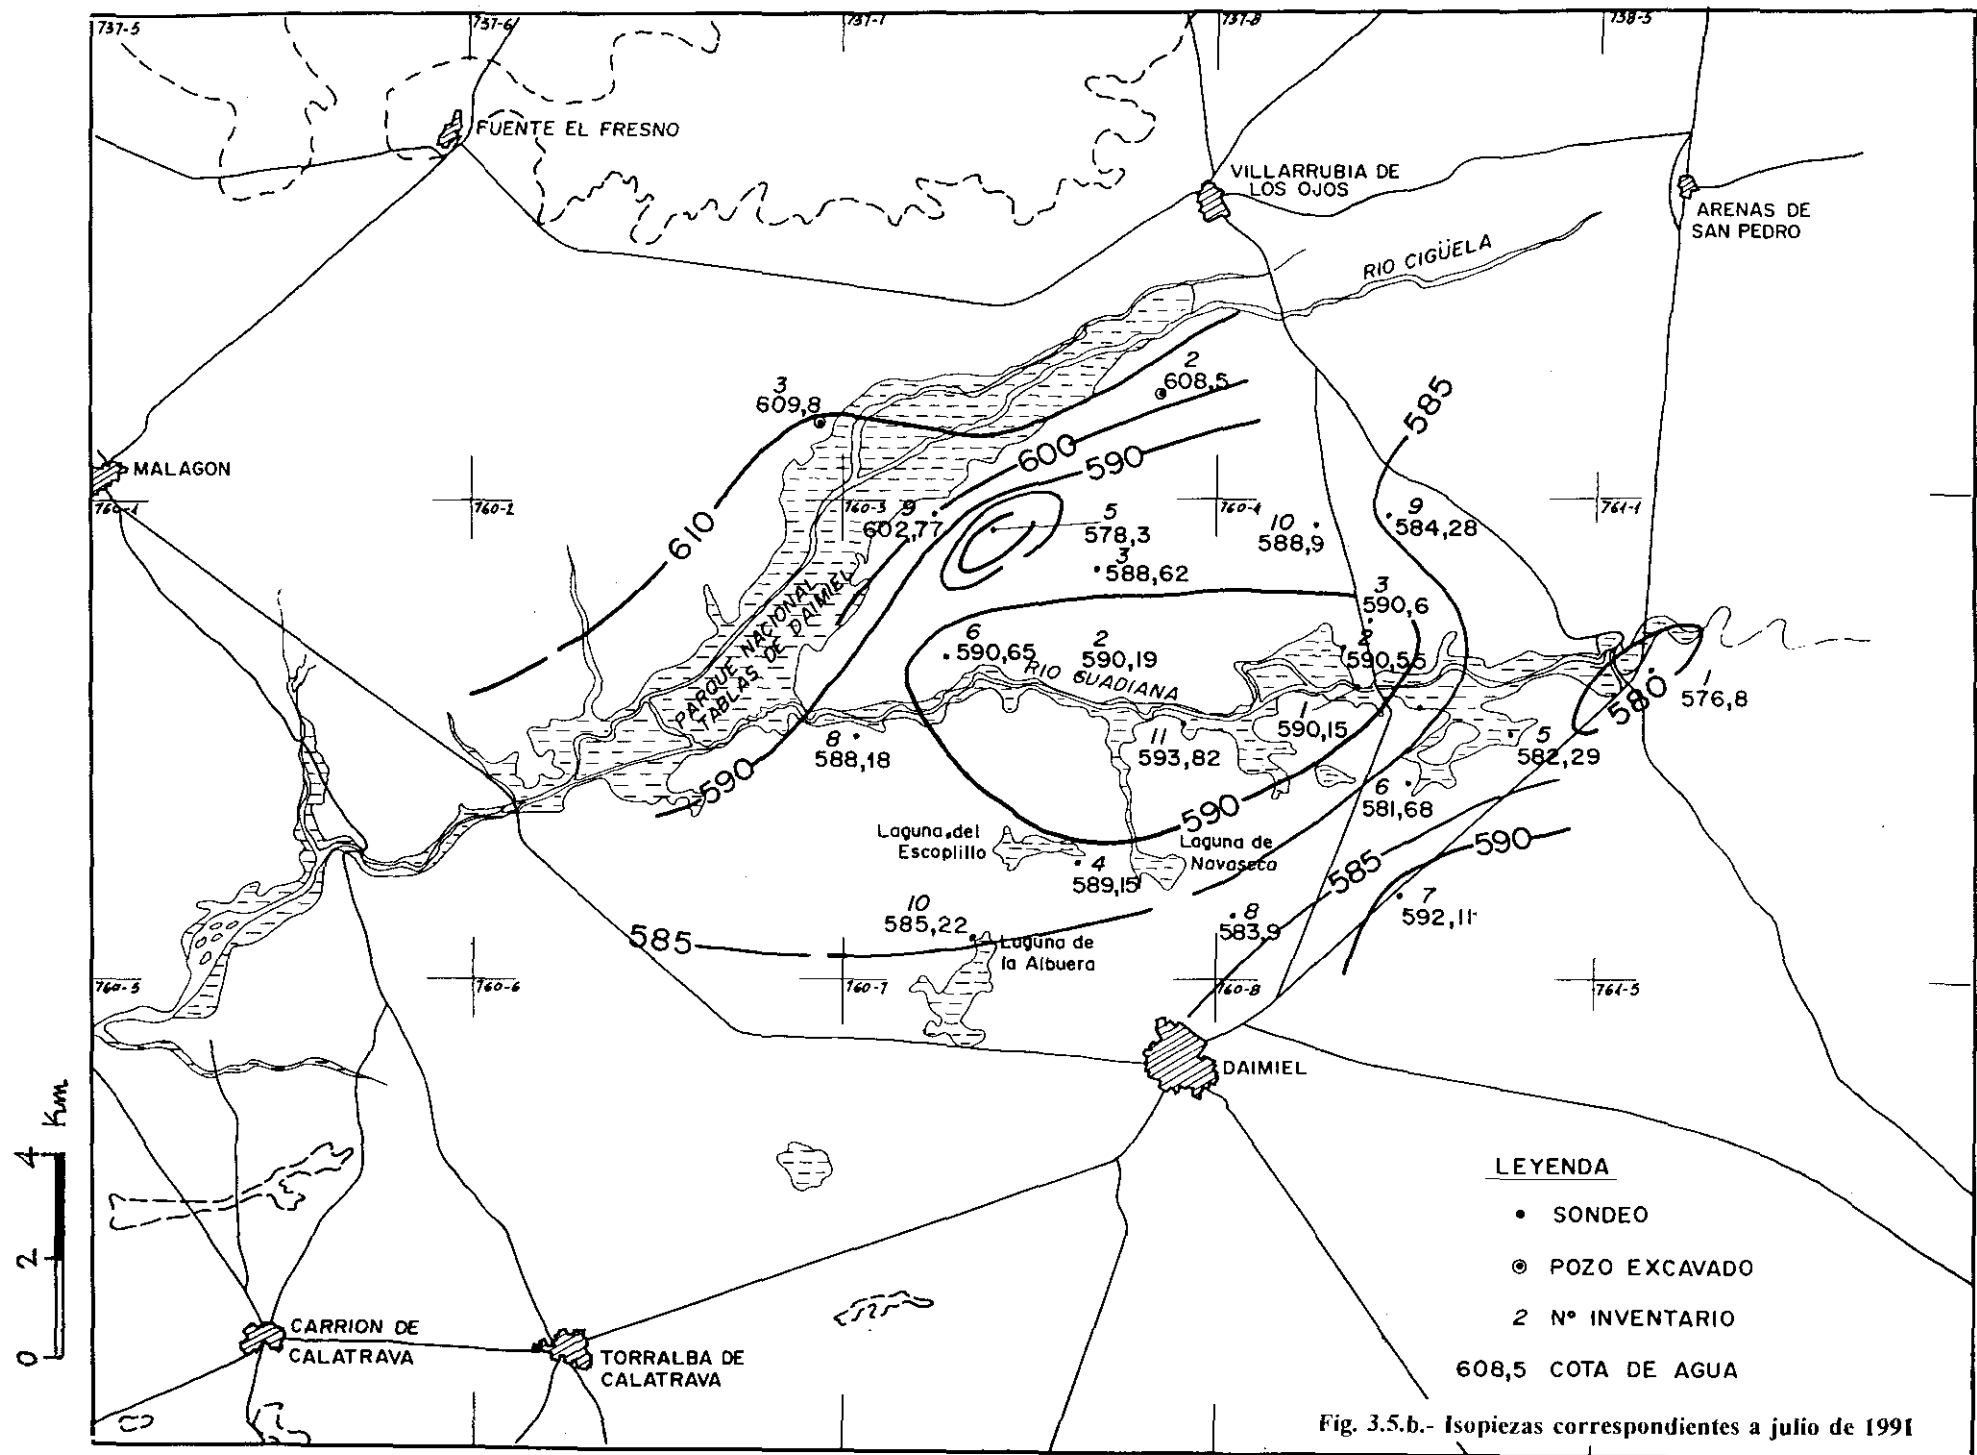 737-5
737-6
737-7
737-8
738-5
FUENTE EL FRESNO
VILLARRUBIA DE
LOS OJOS
ARENAS DE
SAN PEDRO
RIO CIGÜELA
2
608,5
3
609,8
585
600
590
MALAGON
760-1
760-2
760-3
760-4
761-1
610
9
602,77
5
578,3
10
588,9
9
584,28
3
588,62
3
590,6
PARQUE NACIONAL
TABLAS DE DAIMIEL
6
590,65
2
590,19
2
590,55
RIO GUADIANA
1
576,8
580
1
590,15
8
588,18
11
593,82
5
582,29
590
6
581,68
590
Laguna del
Escoplillo
Laguna de
Navaseca
590
4
589,15
585
7
592,11
10
585,22
8
583,9
585
Laguna de
la Albuera
760-5
760-6
760-7
760-8
761-5
DAIMIEL
Km
4
2
0
LEYENDA
SONDEO
POZO EXCAVADO
2 Nº INVENTARIO
608,5 COTA DE AGUA
CARRION DE
CALATRAVA
TORRALBA DE
CALATRAVA
Fig. 3.5.b.- Isopiezas correspondientes a julio de 1991